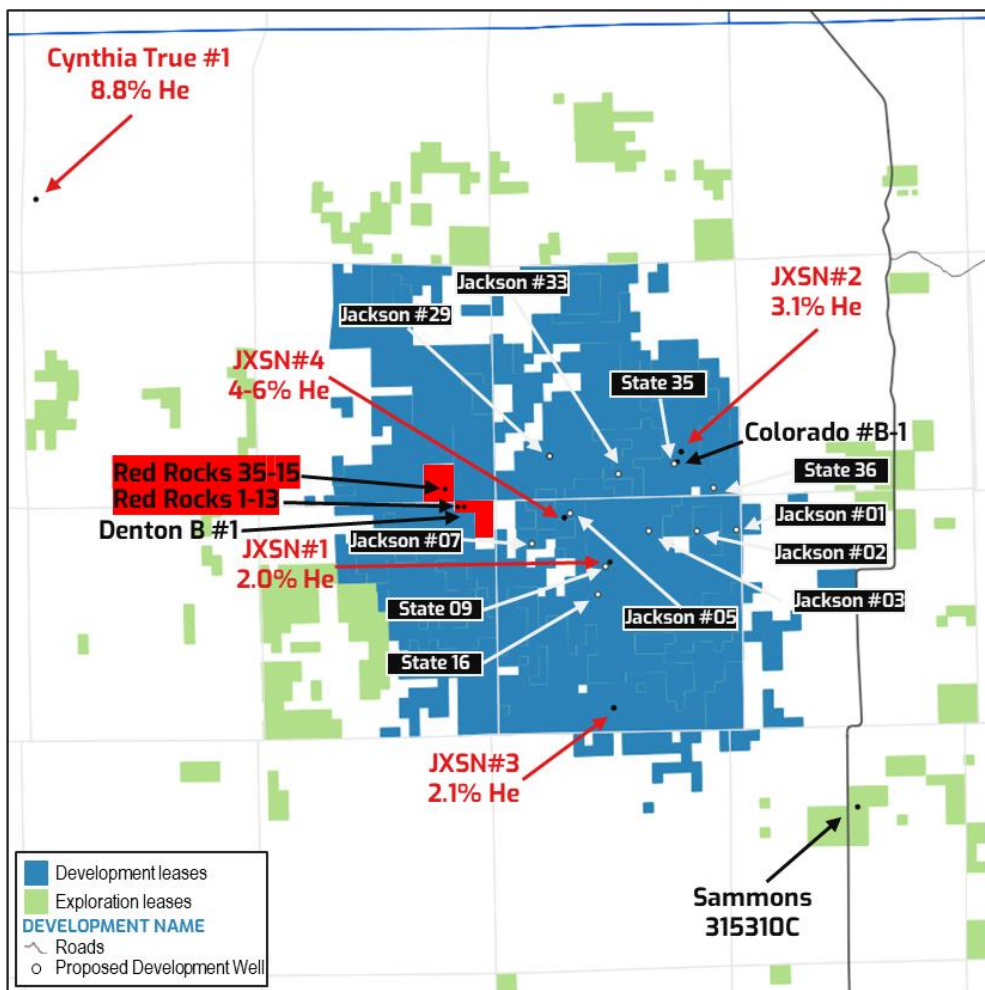 Cynthia True #1
8.8% He
Jackson #33
Jackson #29
JXSN#2
3.1% He
JXSN#4
4-6% He
State 35
Colorado #B-1
Red Rocks 35-15
State 36
Red Rocks 1-13
Denton B #1
Jackson #07
Jackson #01
JXSN#1
2.0% He
Jackson #02
State 09
Jackson #05
Jackson #03
State 16
JXSN#3
2.1% He
Sammons
315310C
Development leases
Exploration leases
DEVELOPMENT NAME
Roads
Proposed Development Well